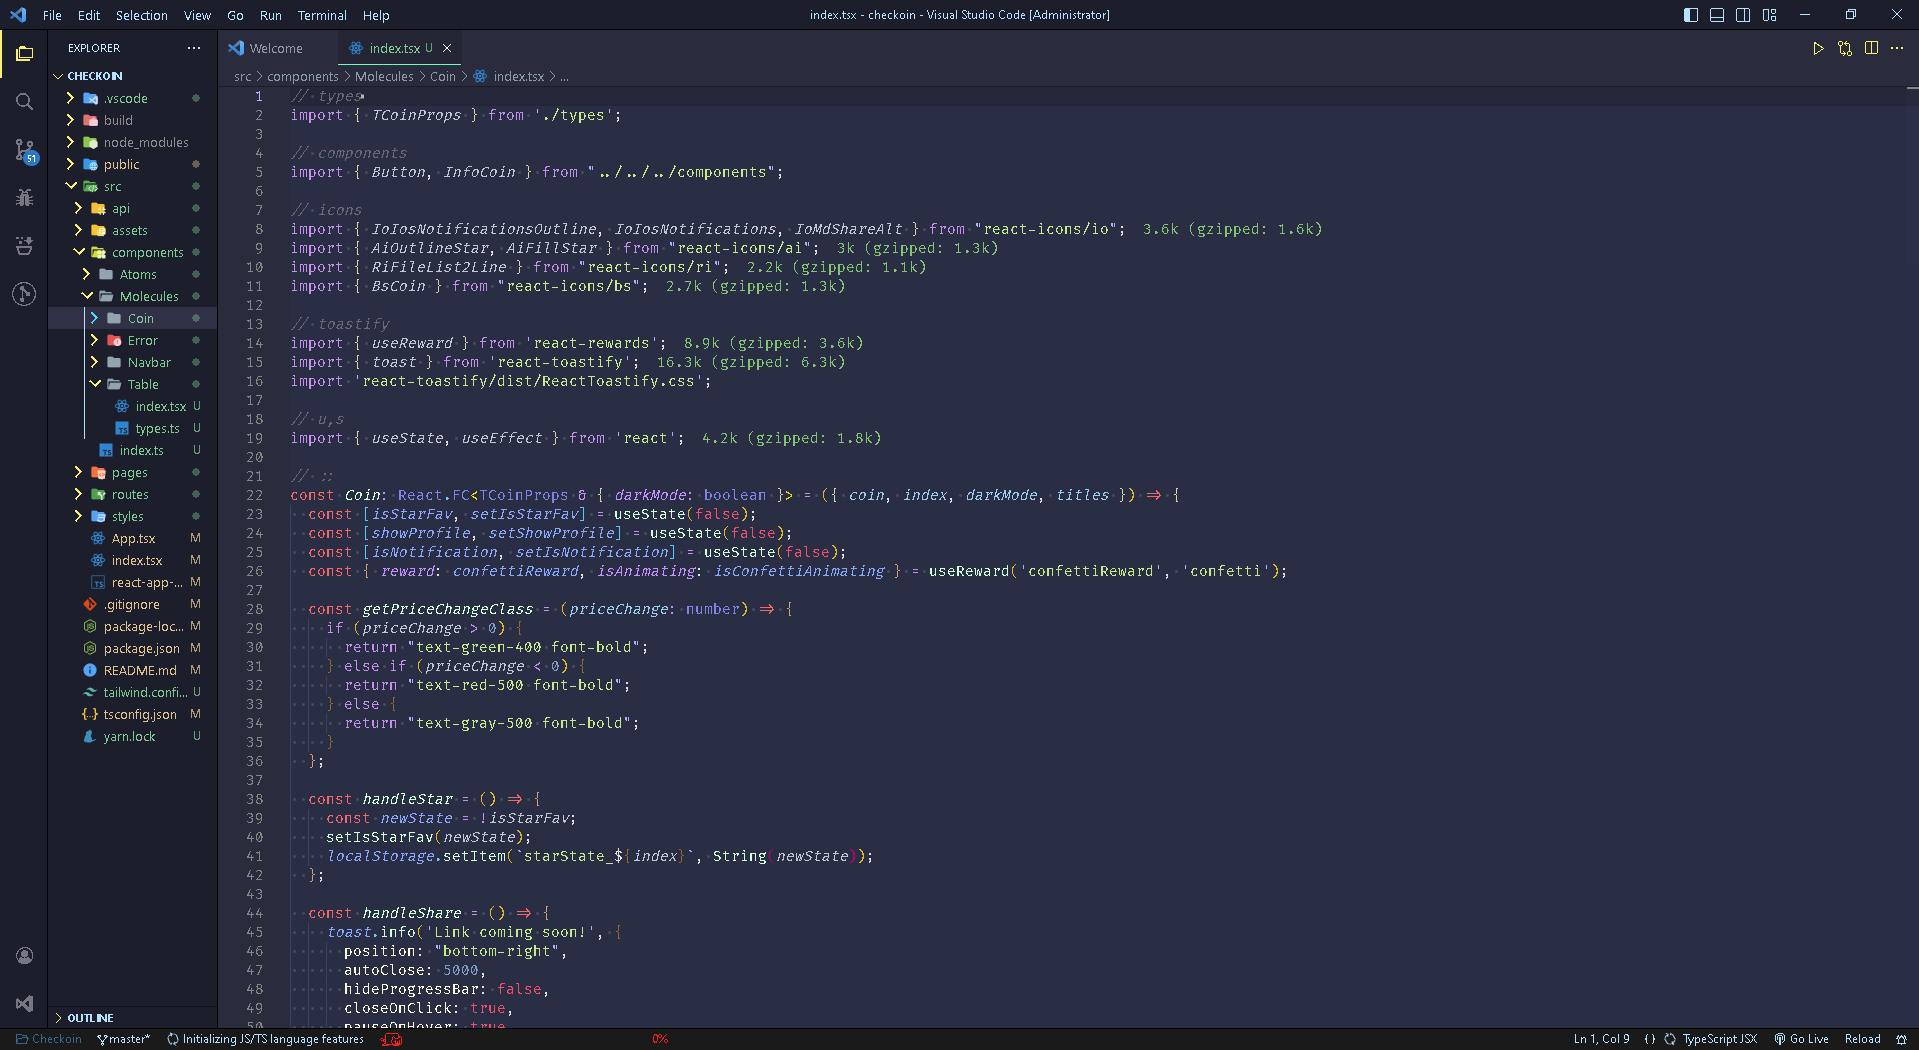 File Edit Selection View Go Run Terminal Help
index.tsx - checkoin - Visual Studio Code [Administrator]
EXPLORER
CHECKOIN
.vscode
build
node_modules
public
src
api
assets
components
Atoms
Molecules
Coin
Error
Navbar
Table
index.tsx U
types.ts U
index.ts U
pages
routes
styles
App.tsx M
index.tsx M
react-app-... M
.gitignore M
package-loc... M
package.json M
README.md M
tailwind.confi... U
tsconfig.json M
yarn.lock U
OUTLINE
51
Welcome
index.tsx U
src > components > Molecules > Coin > index.tsx > ...
1 // types
2 import { TCoinProps } from './types';
3
4 // components
5 import { Button, InfoCoin } from "../../../components";
6
7 // icons
8 import { IoIosNotificationsOutline, IoIosNotifications, IoMdShareAlt } from "react-icons/io"; 3.6k (gzipped: 1.6k)
9 import { AiOutlineStar, AiFillStar } from "react-icons/ai"; 3k (gzipped: 1.3k)
10 import { RiFileList2Line } from "react-icons/ri"; 2.2k (gzipped: 1.1k)
11 import { BsCoin } from "react-icons/bs"; 2.7k (gzipped: 1.3k)
12
13 // toastify
14 import { useReward } from 'react-rewards'; 8.9k (gzipped: 3.6k)
15 import { toast } from 'react-toastify'; 16.3k (gzipped: 6.3k)
16 import 'react-toastify/dist/ReactToastify.css';
17
18 // u,s
19 import { useState, useEffect } from 'react'; 4.2k (gzipped: 1.8k)
20
21 // ::
22 const Coin: React.FC<TCoinProps & { darkMode: boolean }> = ({ coin, index, darkMode, titles }) => {
23 const [isStarFav, setIsStarFav] = useState(false);
24 const [showProfile, setShowProfile] = useState(false);
25 const [isNotification, setIsNotification] = useState(false);
26 const { reward: confettiReward, isAnimating: isConfettiAnimating } = useReward('confettiReward', 'confetti');
27
28 const getPriceChangeClass = (priceChange: number) => {
29 if (priceChange > 0) {
30 return "text-green-400 font-bold";
31 } else if (priceChange < 0) {
32 return "text-red-500 font-bold";
33 } else {
34 return "text-gray-500 font-bold";
35 }
36 };
37
38 const handleStar = () => {
39 const newState = !isStarFav;
40 setIsStarFav(newState);
41 localStorage.setItem(`starState_${index}`, String(newState));
42 };
43
44 const handleShare = () => {
45 toast.info('Link coming soon!', {
46 position: "bottom-right",
47 autoClose: 5000,
48 hideProgressBar: false,
49 closeOnClick: true,
50 pauseOnHover: true
Checkoin master* Initializing JS/TS language features 0% Ln 1, Col 9 {} TypeScript JSX Go Live Reload